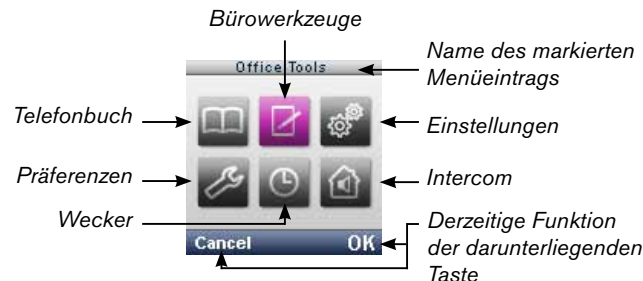 Bürowerkzeuge
Office Tools
Name des markierten
Menüeintrags
Telefonbuch
Einstellungen
Präferenzen
Intercom
Wecker
Cancel
OK
Derzeitige Funktion
der darunterliegenden
Taste